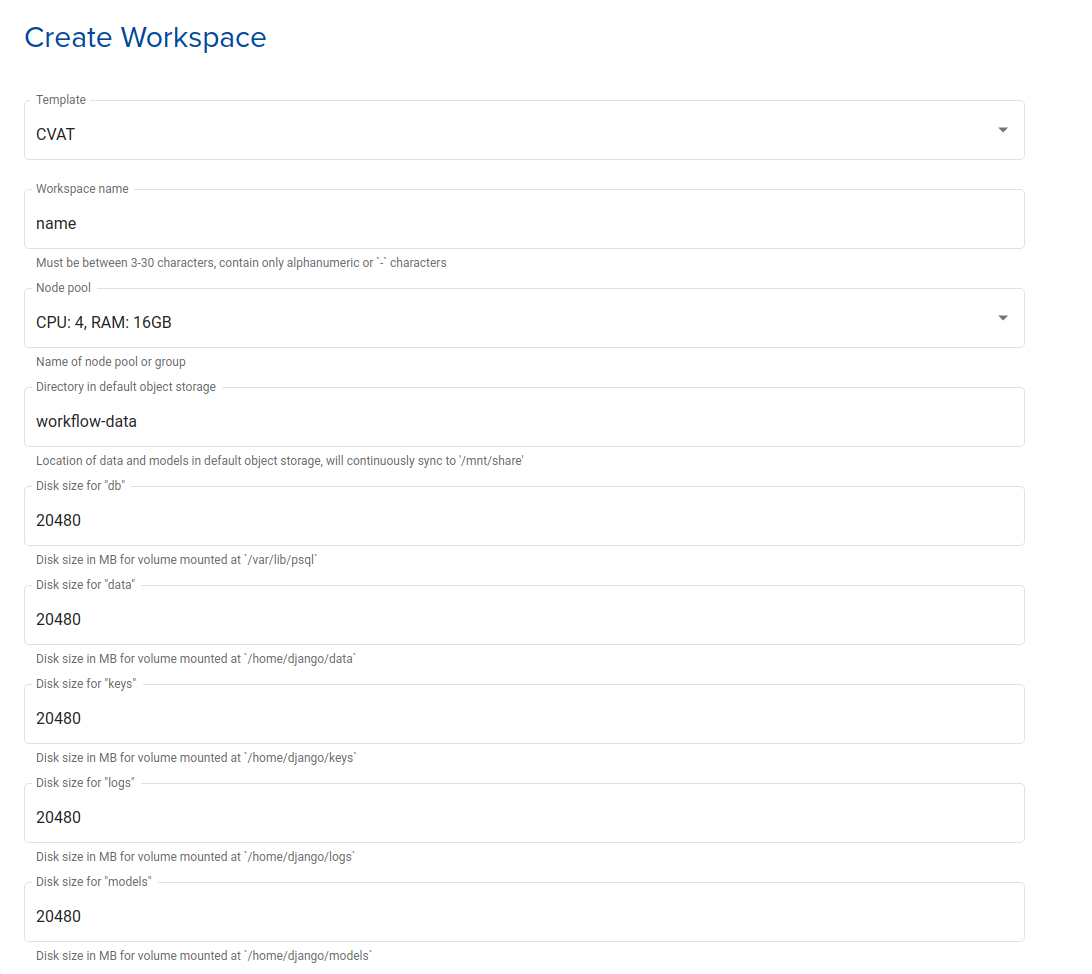 Create Workspace
Template
CVAT
Workspace name
name
Must be between 3-30 characters, contain only alphanumeric or `-` characters
Node pool
CPU: 4, RAM: 16GB
Name of node pool or group
Directory in default object storage
workflow-data
Location of data and models in default object storage, will continuously sync to '/mnt/share'
Disk size for "db"
20480
Disk size in MB for volume mounted at `/var/lib/psql`
Disk size for "data"
20480
Disk size in MB for volume mounted at `/home/django/data`
Disk size for "keys"
20480
Disk size in MB for volume mounted at `/home/django/keys`
Disk size for "logs"
20480
Disk size in MB for volume mounted at `/home/django/logs`
Disk size for "models"
20480
Disk size in MB for volume mounted at `/home/django/models`